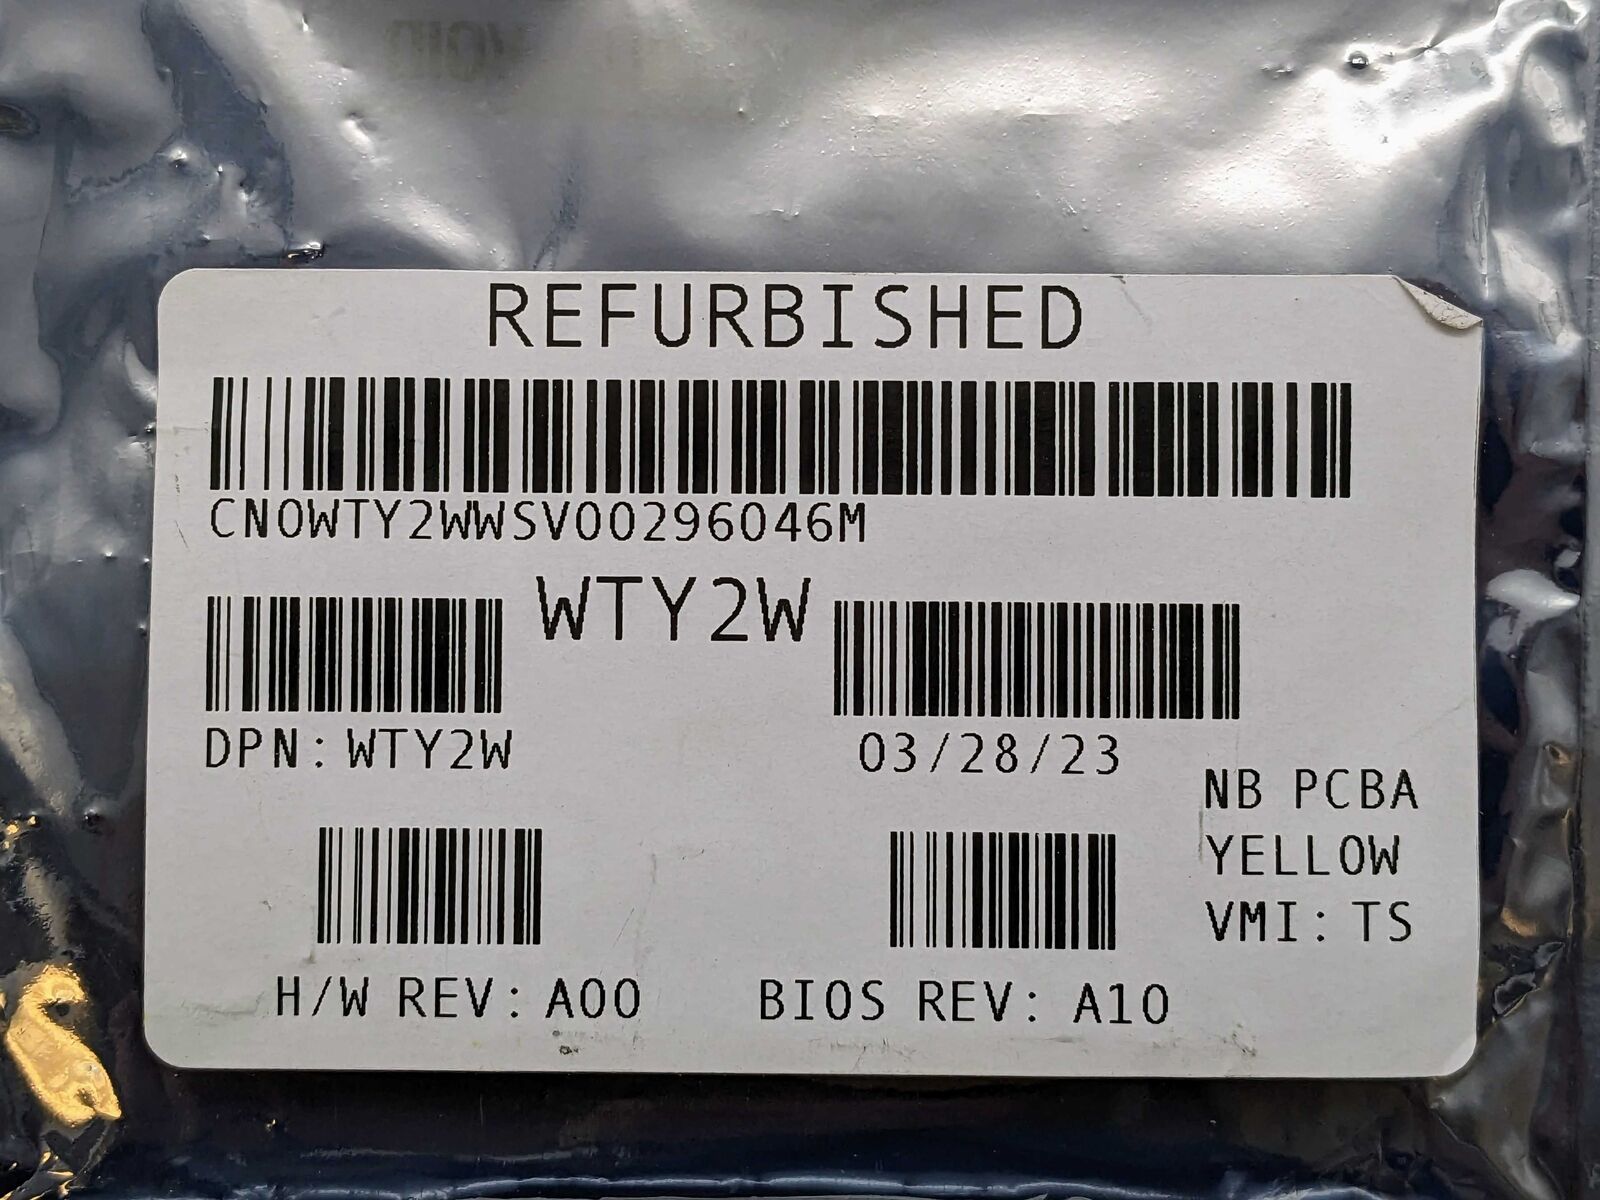 REFURBISHED
CN0WTY2WWSV00296046M
WTY2W
DPN: WTY2W
03/28/23
NB PCBA
YELLOW
VMI: TS
H/W REV: A00
BIOS REV: A10